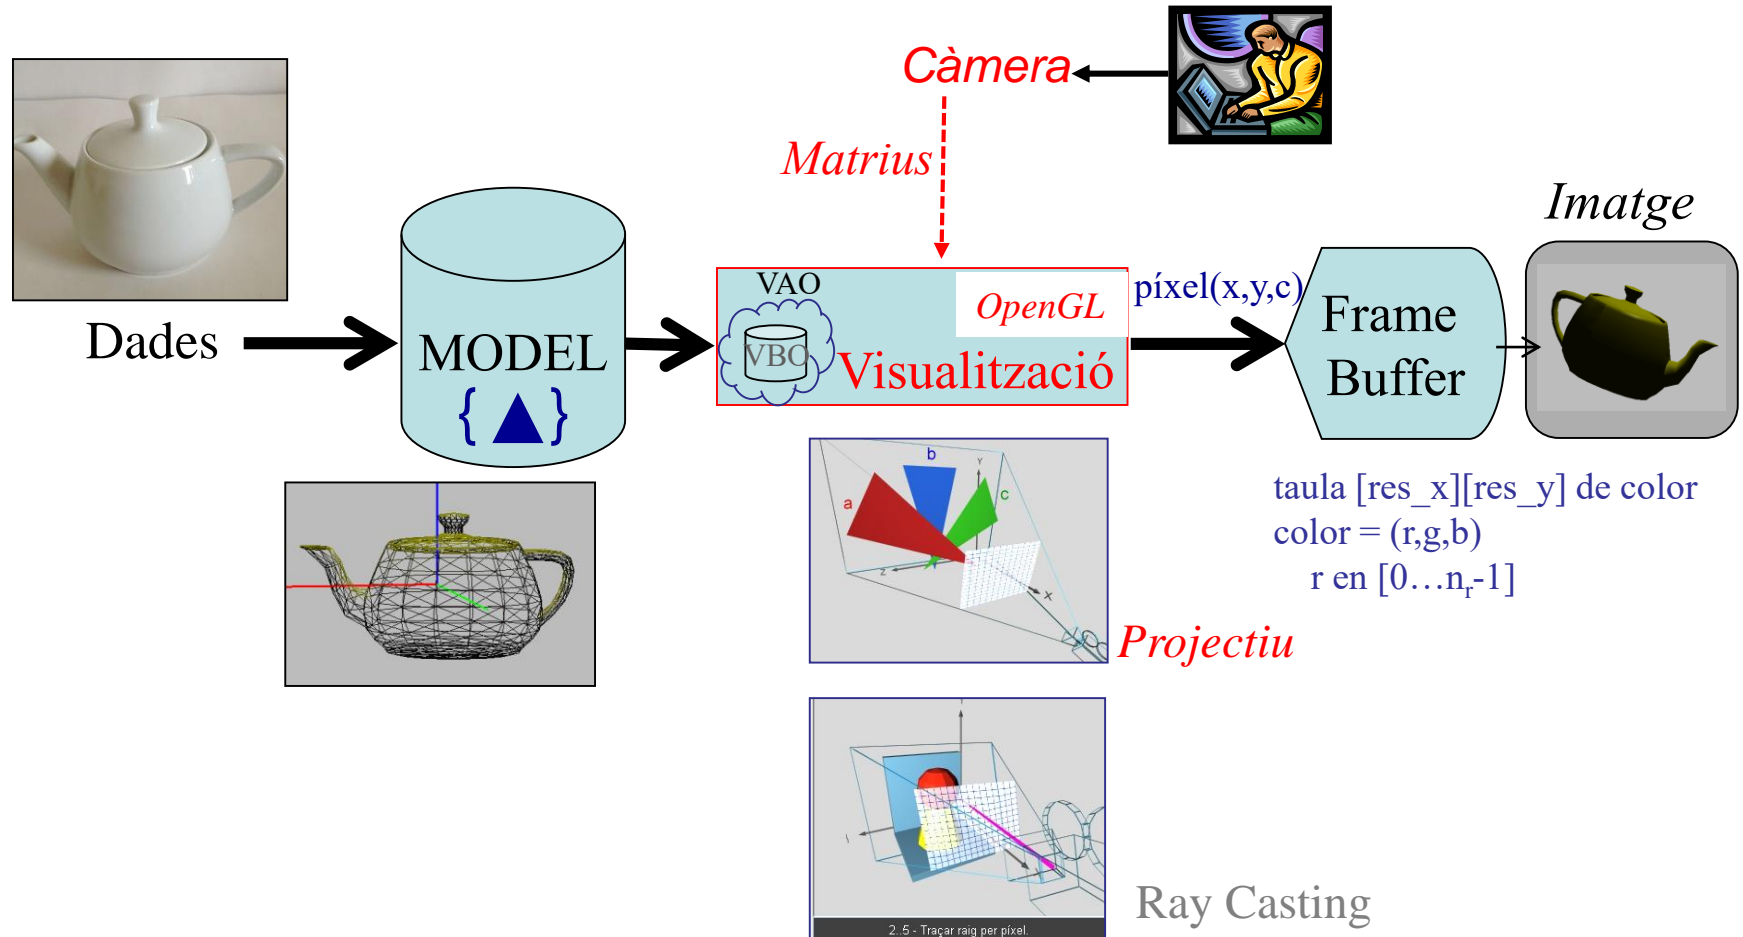 Càmera
Matrius
Imatge
Dades
MODEL
{ ▲ }
VAO
VBO
OpenGL
Visualització
píxel(x,y,c)
Frame
Buffer
a
b
c
Y
Z
X
Projectiu
taula [res_x][res_y] de color
color = (r,g,b)
r en [0…nᵣ-1]
2..5 - Traçar raig per píxel.
Ray Casting